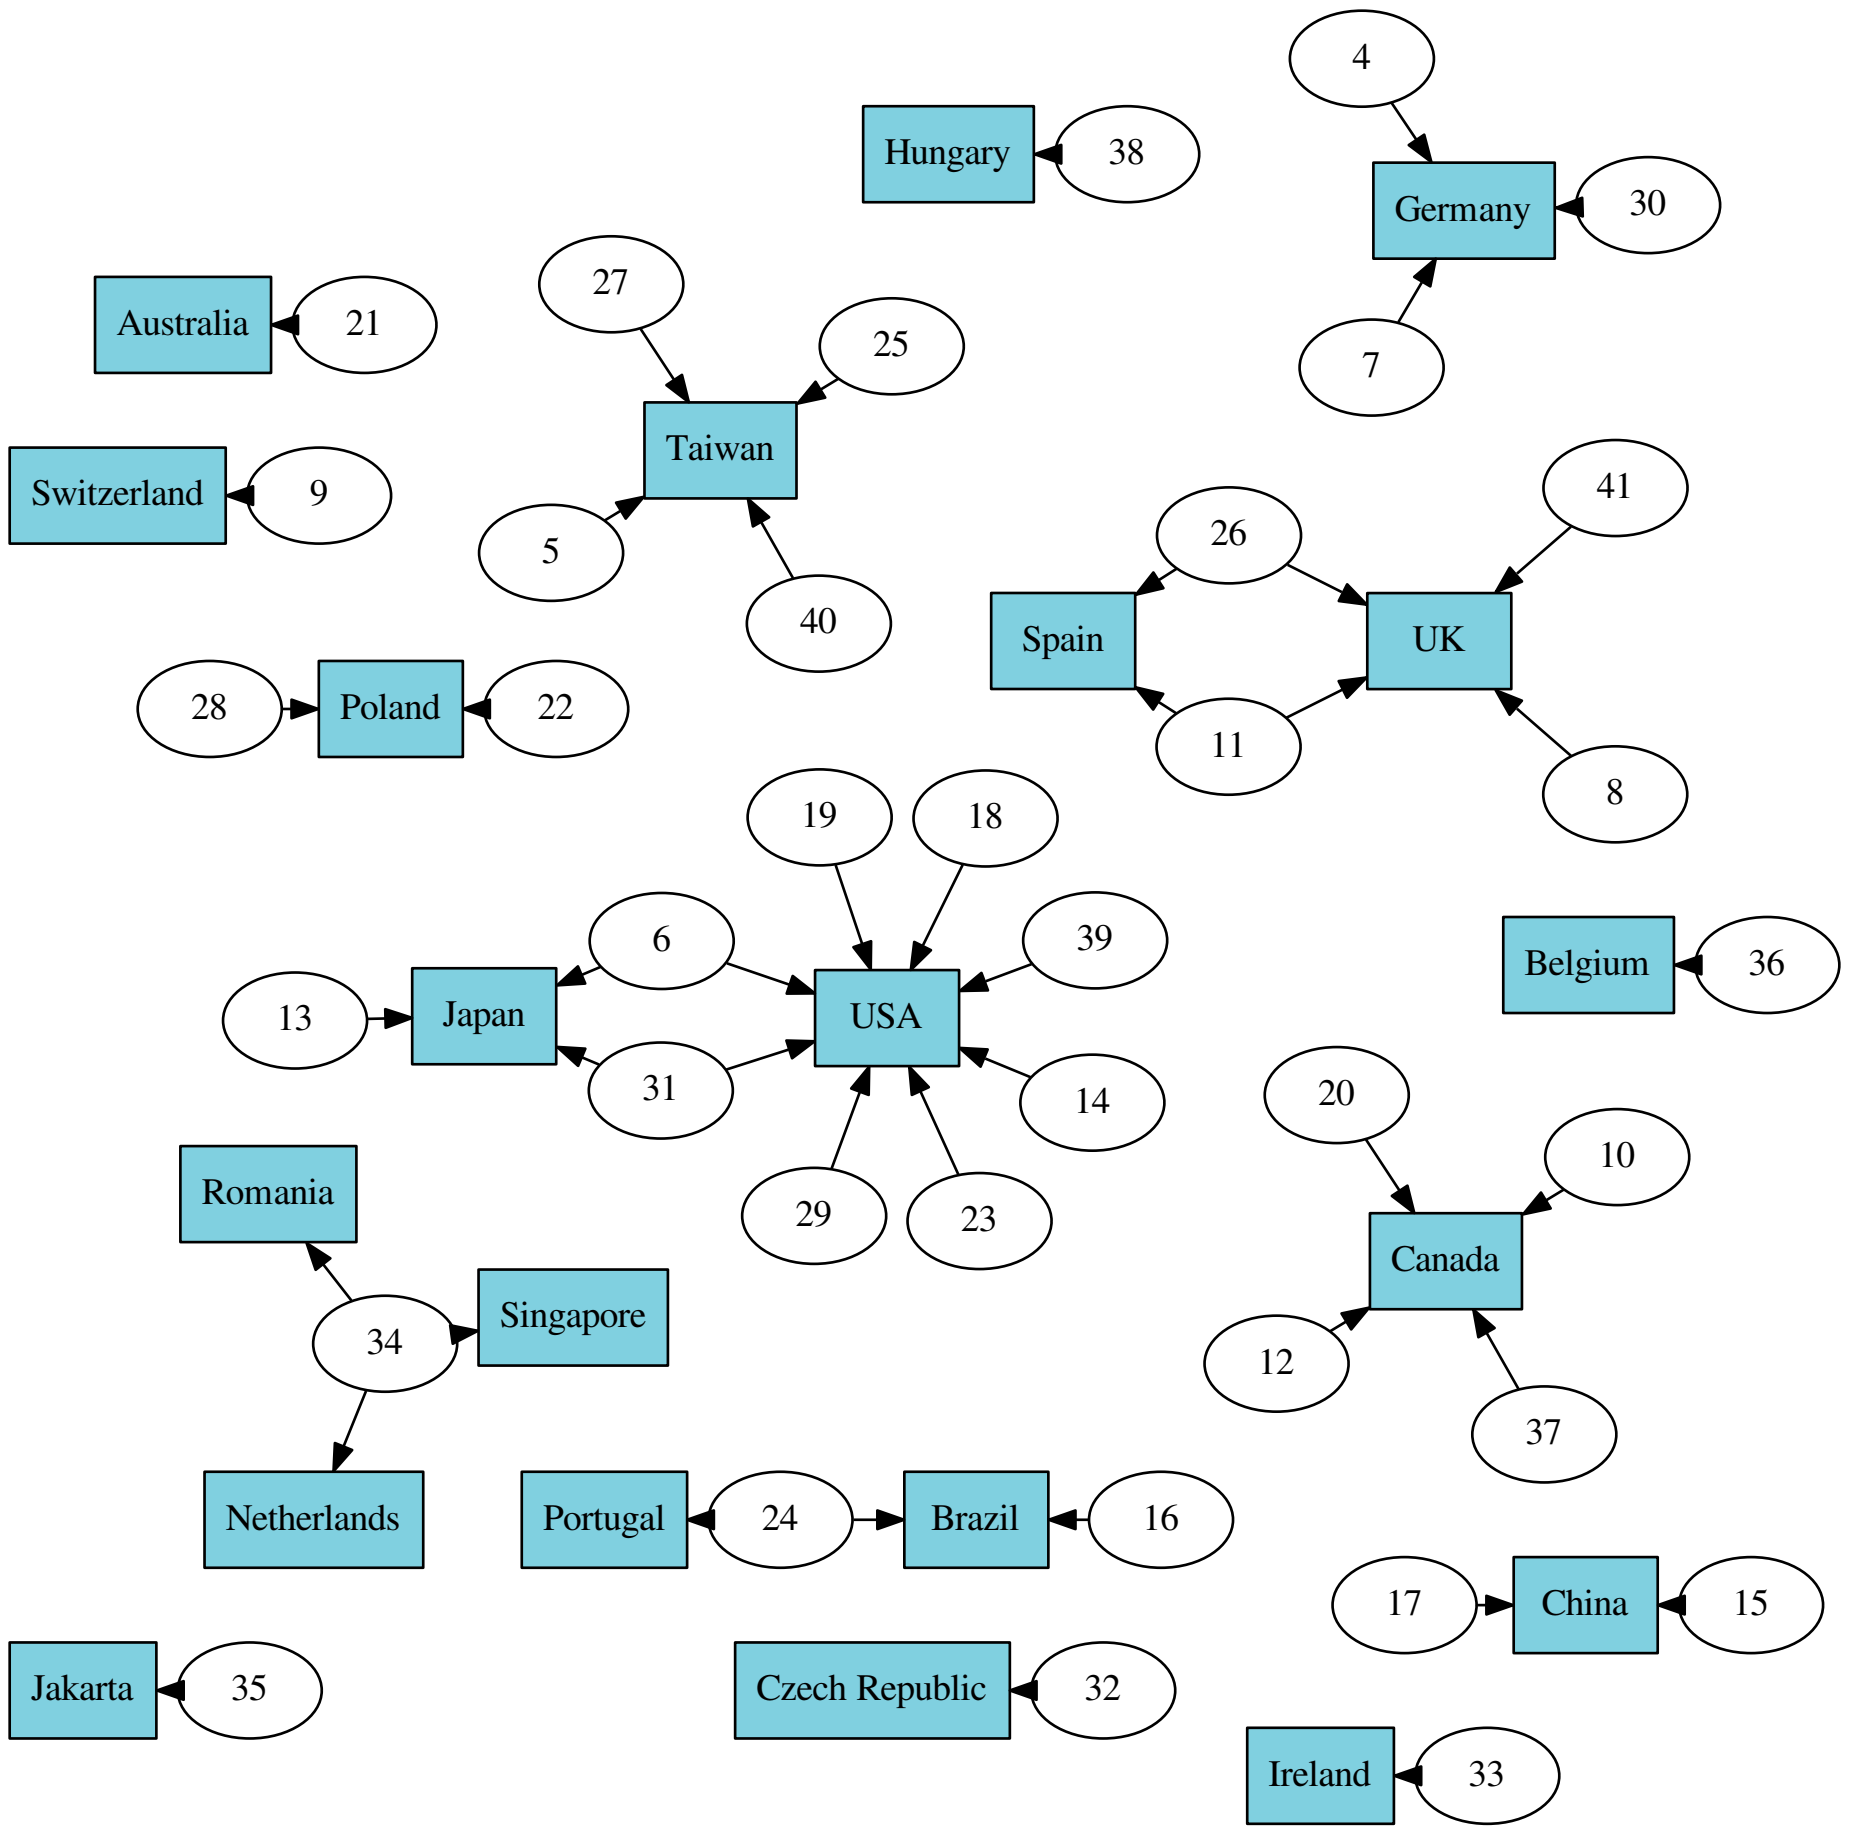 4
Hungary
38
Germany
30
27
Australia
21
25
7
Taiwan
Switzerland
9
41
26
5
40
Spain
UK
28
Poland
22
11
8
19
18
6
39
Belgium
36
13
Japan
USA
31
14
20
10
Romania
29
23
Canada
Singapore
34
12
37
Netherlands
Portugal
24
Brazil
16
17
China
15
Jakarta
35
Czech Republic
32
Ireland
33